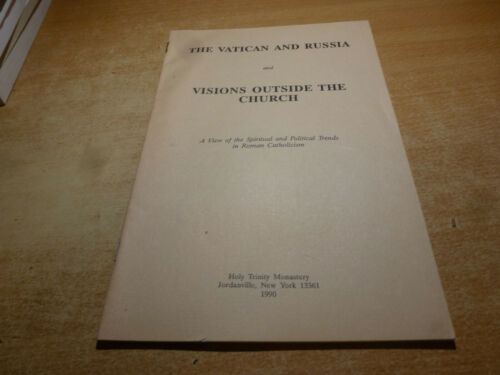 THE VATICAN AND RUSSIA
and
VISIONS OUTSIDE THE
CHURCH
A View of the Spiritual and Political Trends
in Roman Catholicism
Holy Trinity Monastery
Jordanville, New York 13361
1990